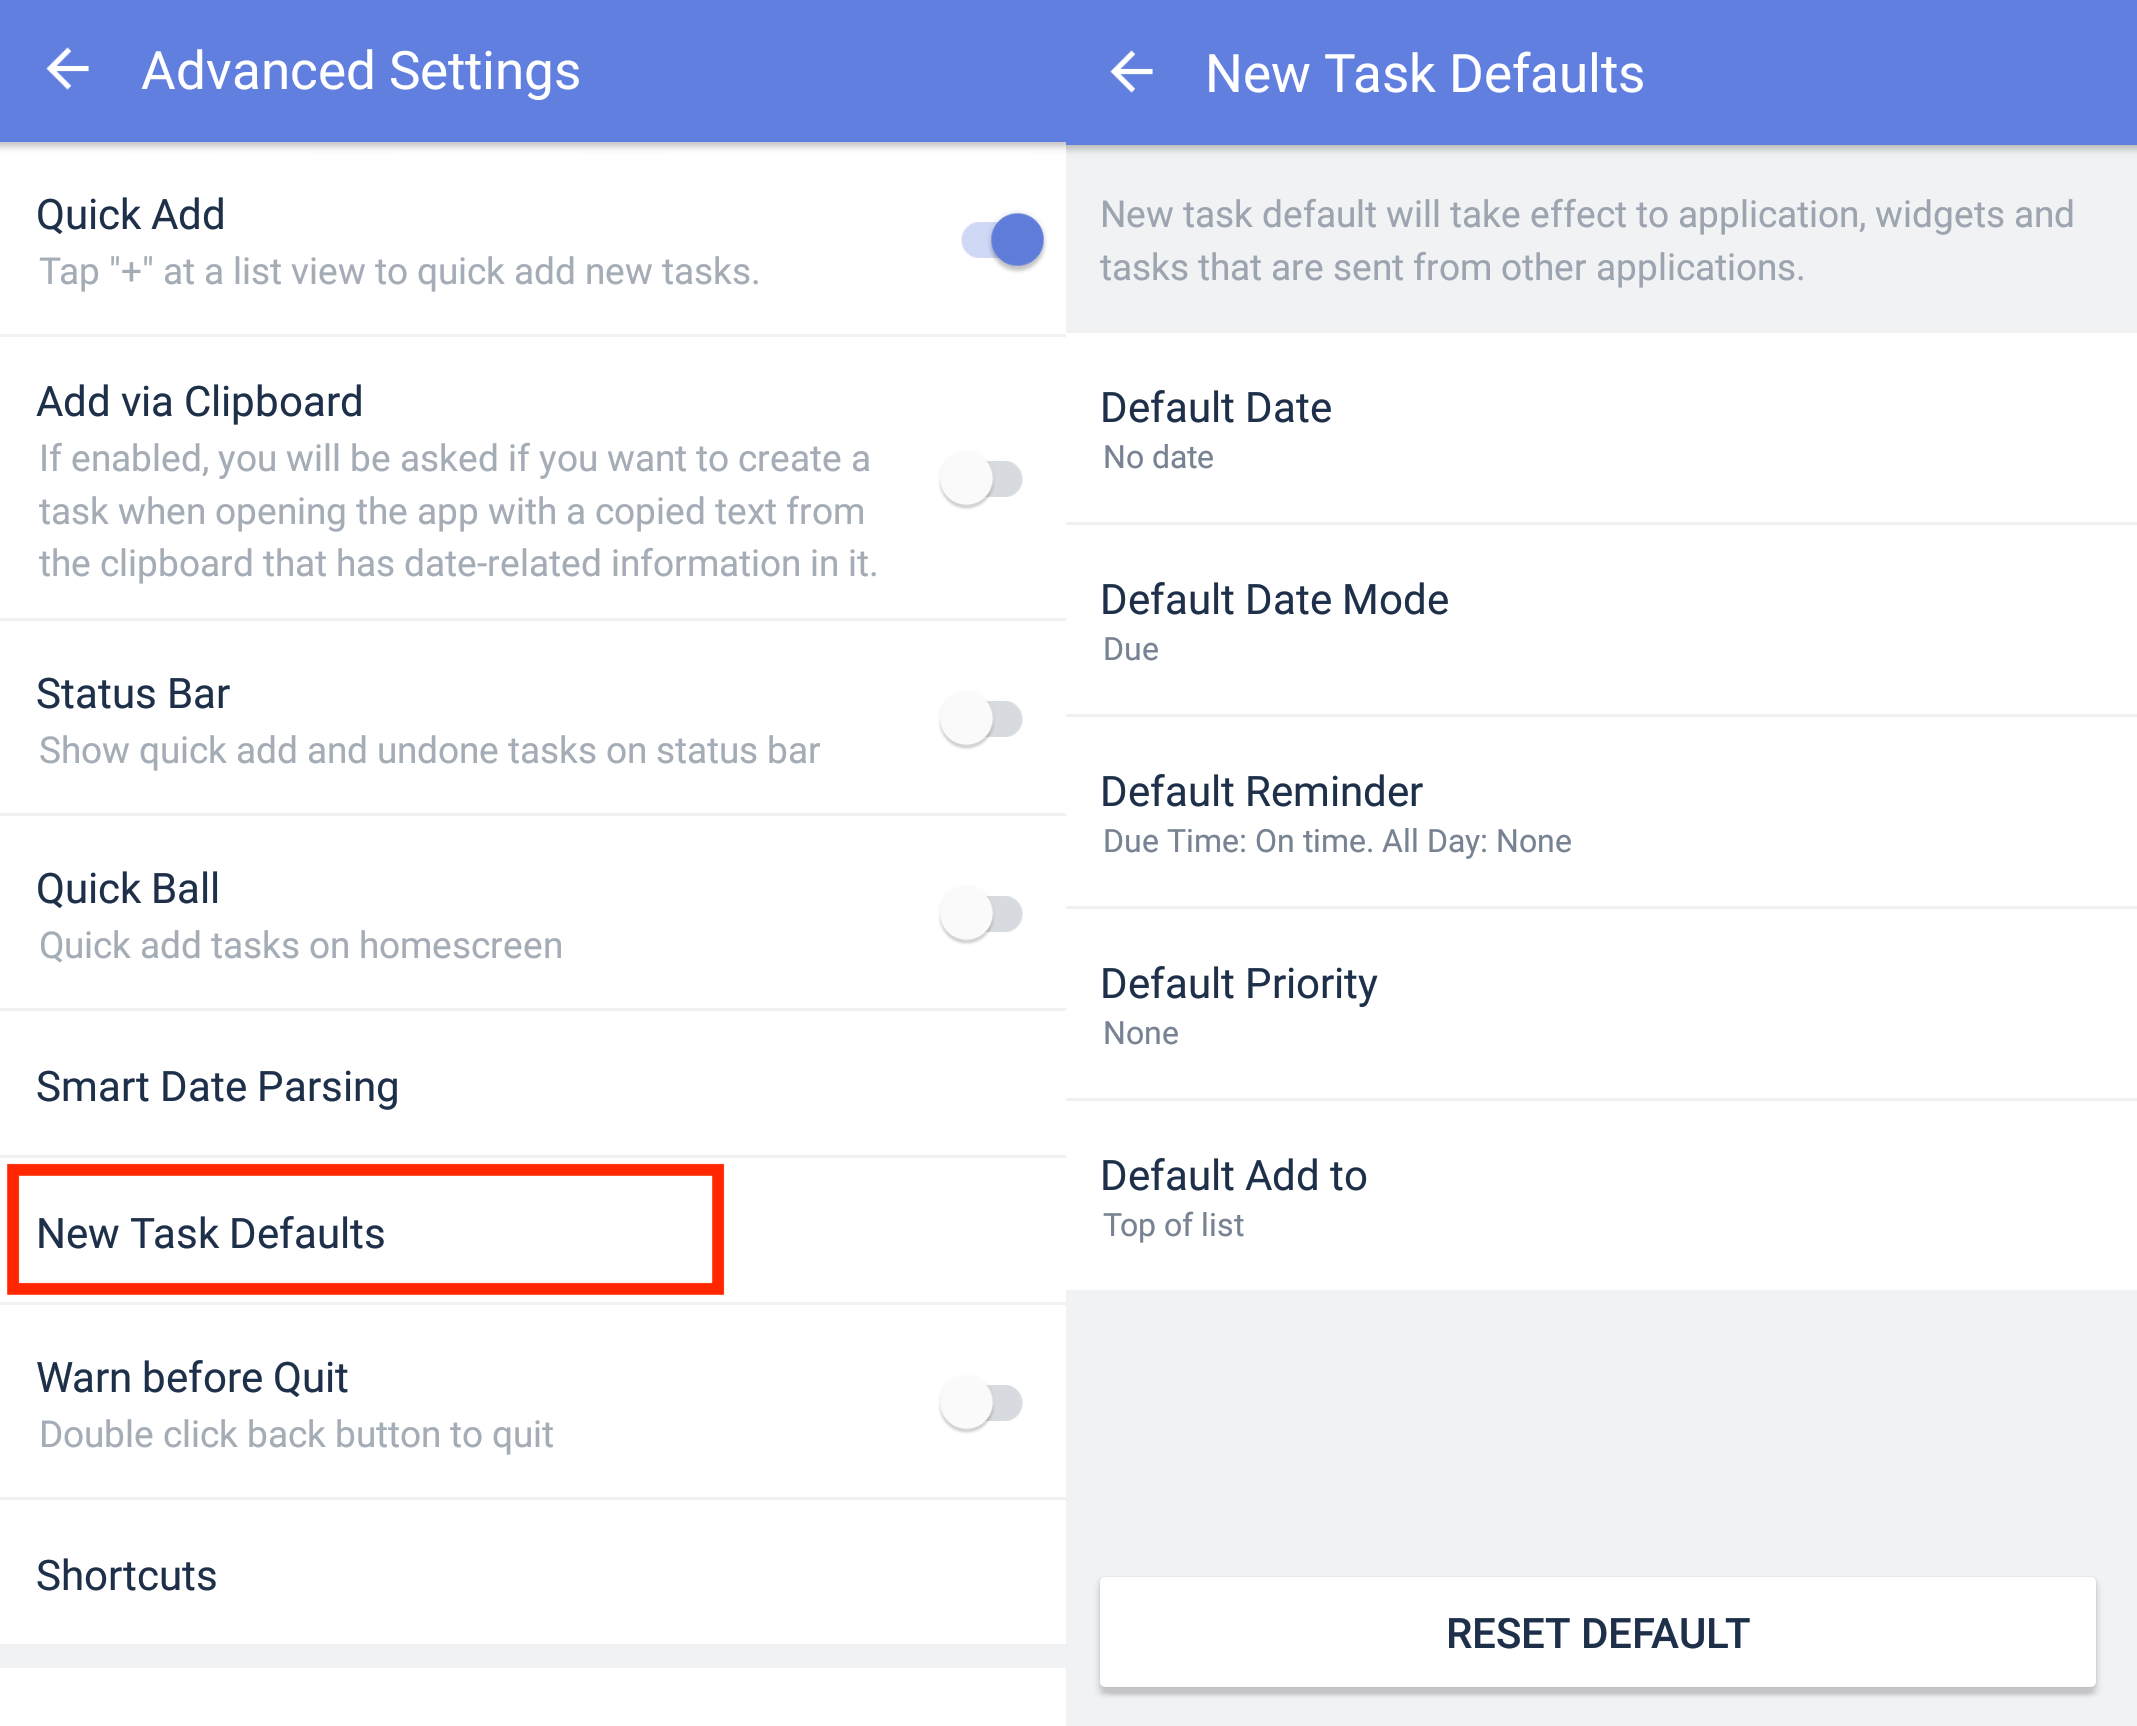 Advanced Settings
Quick Add
Tap "+" at a list view to quick add new tasks.
Add via Clipboard
If enabled, you will be asked if you want to create a
task when opening the app with a copied text from
the clipboard that has date-related information in it.
Status Bar
Show quick add and undone tasks on status bar
Quick Ball
Quick add tasks on homescreen
Smart Date Parsing
New Task Defaults
Warn before Quit
Double click back button to quit
Shortcuts
New Task Defaults
New task default will take effect to application, widgets and
tasks that are sent from other applications.
Default Date
No date
Default Date Mode
Due
Default Reminder
Due Time: On time. All Day: None
Default Priority
None
Default Add to
Top of list
RESET DEFAULT